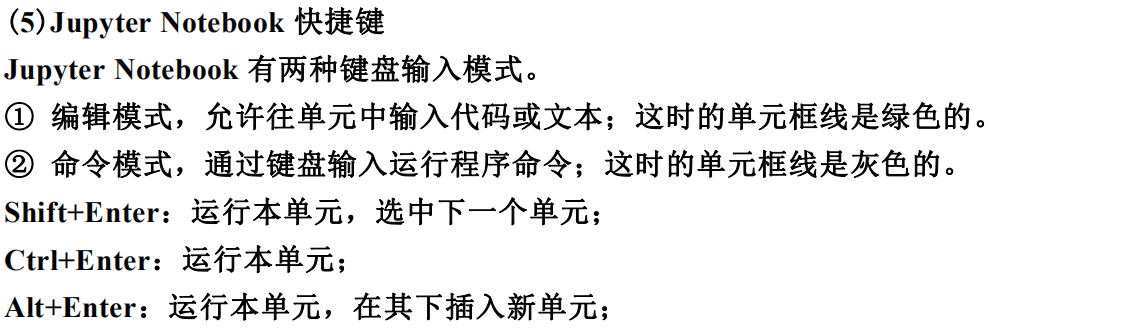 (5)Jupyter Notebook 快捷键
Jupyter Notebook 有两种键盘输入模式。
① 编辑模式，允许往单元中输入代码或文本；这时的单元框线是绿色的。
② 命令模式，通过键盘输入运行程序命令；这时的单元框线是灰色的。
Shift+Enter：运行本单元，选中下一个单元；
Ctrl+Enter：运行本单元；
Alt+Enter：运行本单元，在其下插入新单元；